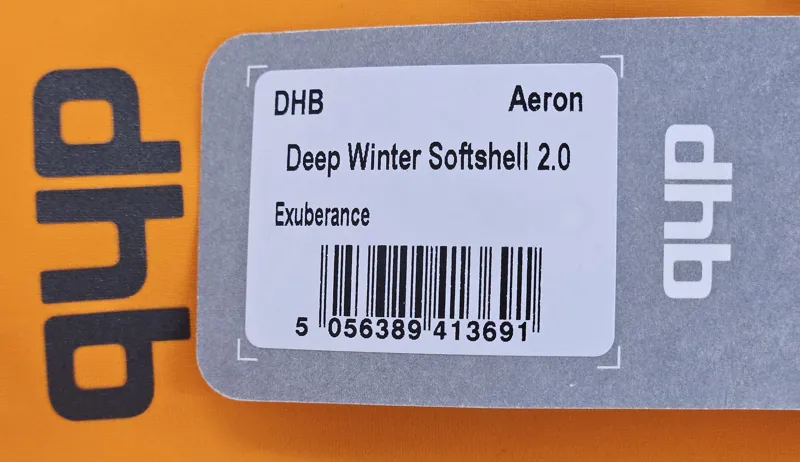 dhb
DHB Aeron
Deep Winter Softshell 2.0
Exuberance
5 056389 413691
dhb